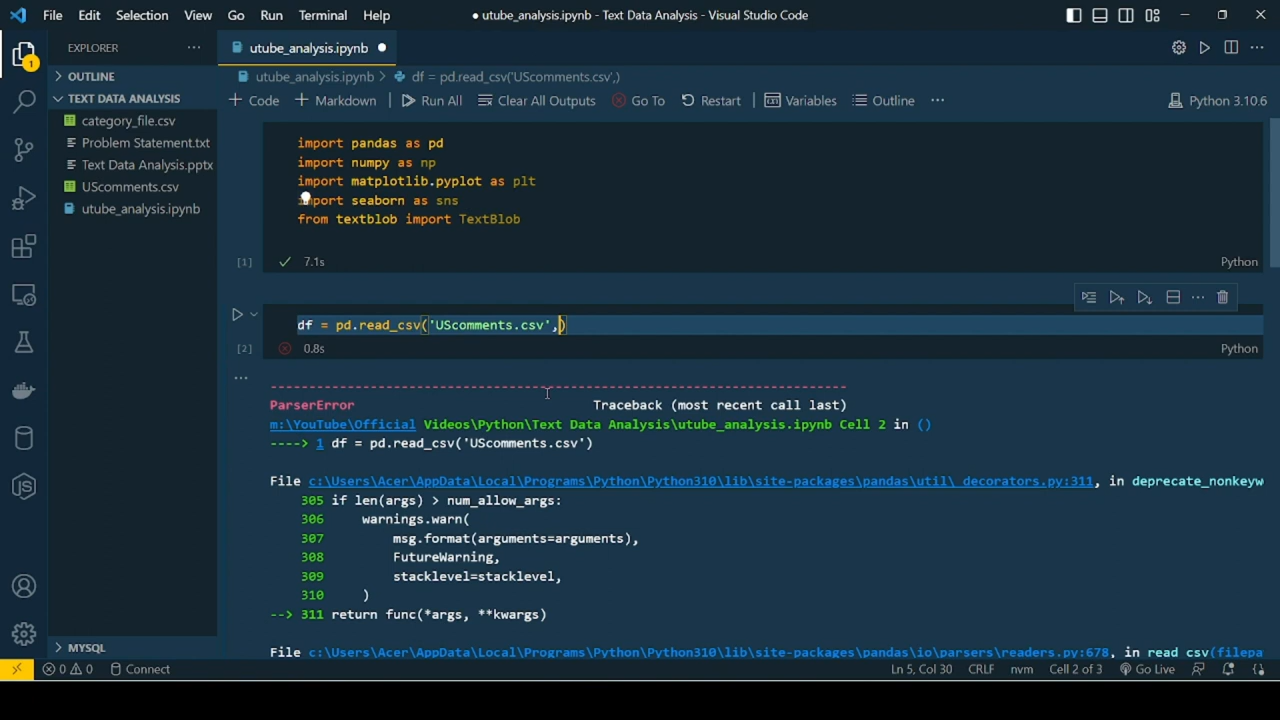 File Edit Selection View Go Run Terminal Help
● utube_analysis.ipynb - Text Data Analysis - Visual Studio Code
EXPLORER
OUTLINE
TEXT DATA ANALYSIS
category_file.csv
Problem Statement.txt
Text Data Analysis.pptx
UScomments.csv
utube_analysis.ipynb
MYSQL
1
utube_analysis.ipynb ●
utube_analysis.ipynb > df = pd.read_csv('UScomments.csv',)
+ Code + Markdown Run All Clear All Outputs Go To Restart Variables Outline ... Python 3.10.6
import pandas as pd
import numpy as np
import matplotlib.pyplot as plt
import seaborn as sns
from textblob import TextBlob
[1] 7.1s Python
df = pd.read_csv('UScomments.csv',)
[2] 0.8s Python
---------------------------------------------------------------------------
ParserError Traceback (most recent call last)
m:\YouTube\Official Videos\Python\Text Data Analysis\utube_analysis.ipynb Cell 2 in ()
----> 1 df = pd.read_csv('UScomments.csv')
File c:\Users\Acer\AppData\Local\Programs\Python\Python310\lib\site-packages\pandas\util\_decorators.py:311, in deprecate_nonkeyw
305 if len(args) > num_allow_args:
306 warnings.warn(
307 msg.format(arguments=arguments),
308 FutureWarning,
309 stacklevel=stacklevel,
310 )
--> 311 return func(*args, **kwargs)
File c:\Users\Acer\AppData\Local\Programs\Python\Python310\lib\site-packages\pandas\io\parsers\readers.py:678, in read_csv(filepa
0 0 Connect Ln 5, Col 30 CRLF nvm Cell 2 of 3 Go Live